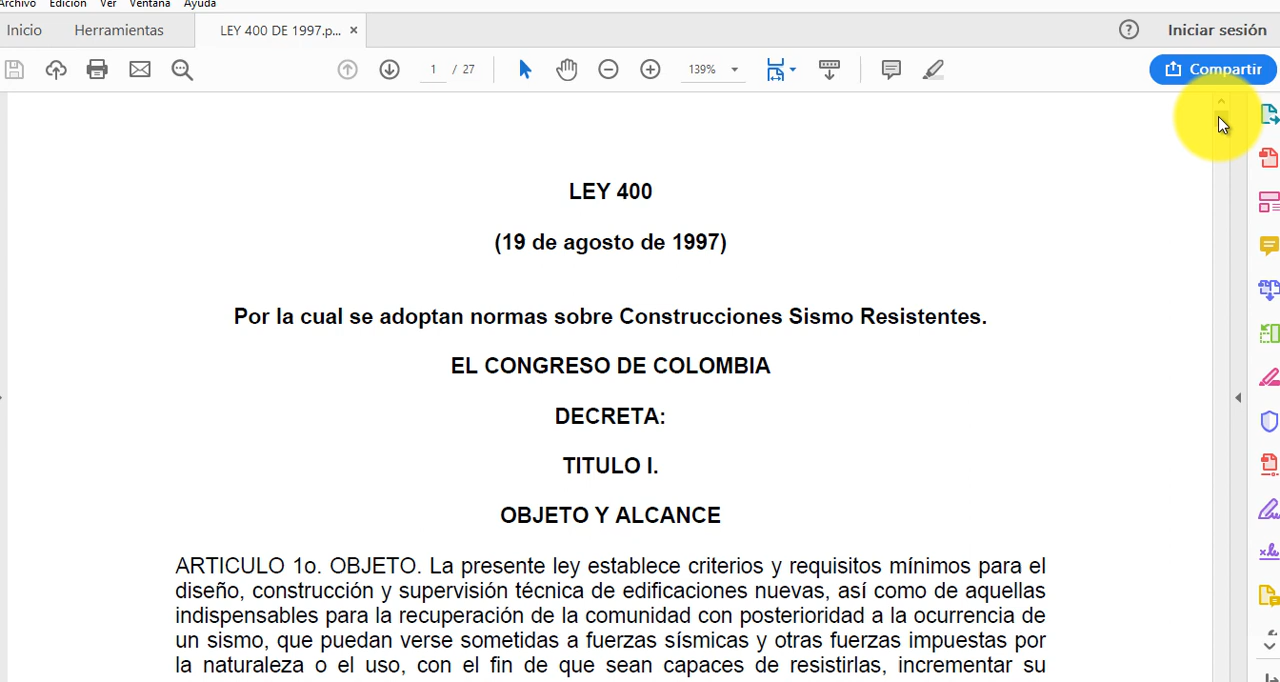 Archivo Edición Ver Ventana Ayuda
Inicio Herramientas LEY 400 DE 1997.p... × ? Iniciar sesión
1 / 27 139% Compartir
LEY 400
(19 de agosto de 1997)
Por la cual se adoptan normas sobre Construcciones Sismo Resistentes.
EL CONGRESO DE COLOMBIA
DECRETA:
TITULO I.
OBJETO Y ALCANCE
ARTICULO 1o. OBJETO. La presente ley establece criterios y requisitos mínimos para el
diseño, construcción y supervisión técnica de edificaciones nuevas, así como de aquellas
indispensables para la recuperación de la comunidad con posterioridad a la ocurrencia de
un sismo, que puedan verse sometidas a fuerzas sísmicas y otras fuerzas impuestas por
la naturaleza o el uso, con el fin de que sean capaces de resistirlas, incrementar su